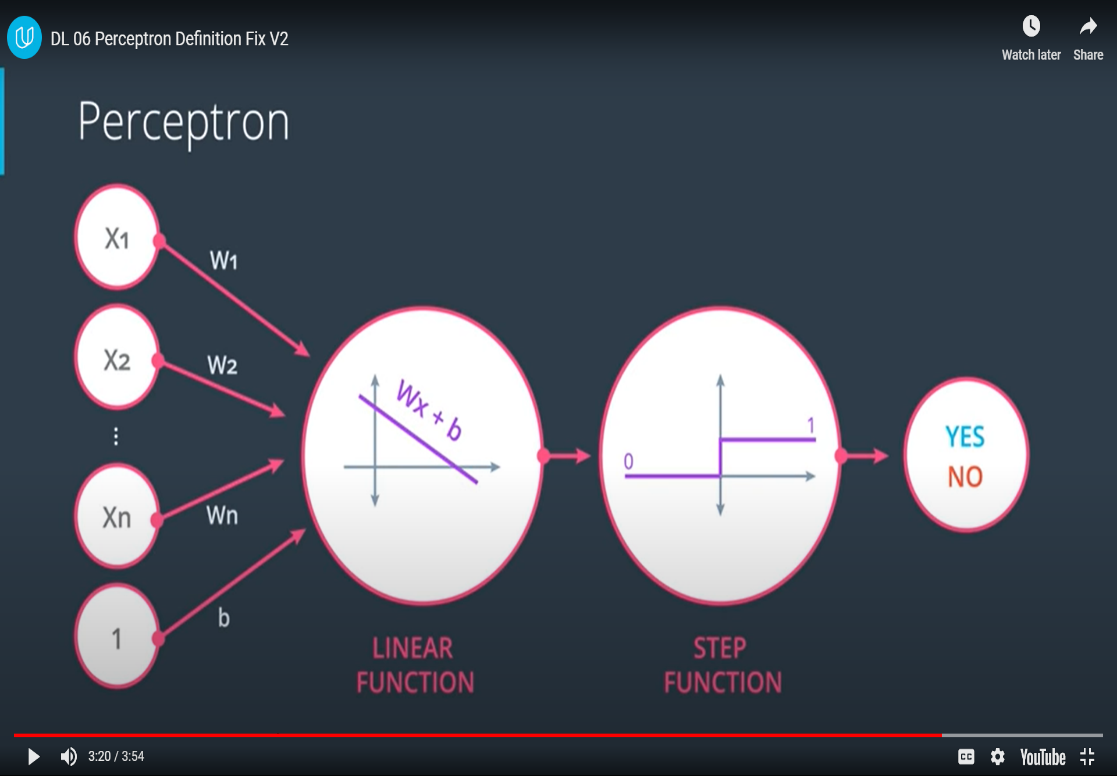 DL 06 Perceptron Definition Fix V2
Watch later
Share
Perceptron
X1
W1
X2
W2
⋮
Xn
Wn
1
b
Wx + b
0
1
YES
NO
LINEAR
FUNCTION
STEP
FUNCTION
3:20 / 3:54
CC
YouTube